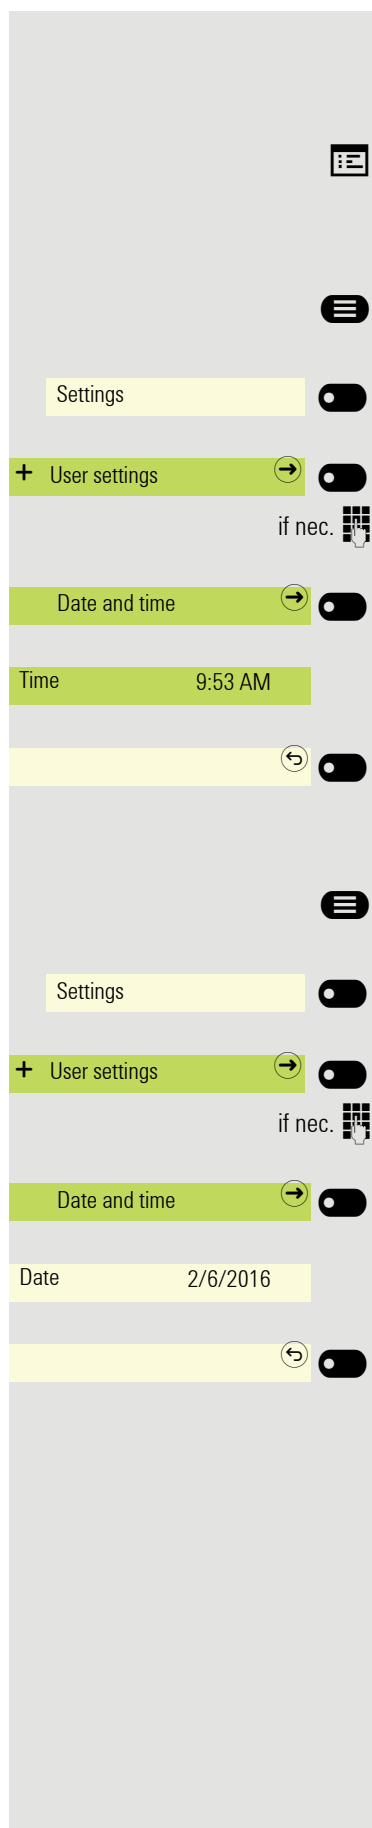 Settings
+ User settings
if nec.
Date and time
Time 9:53 AM
Settings
+ User settings
if nec.
Date and time
Date 2/6/2016